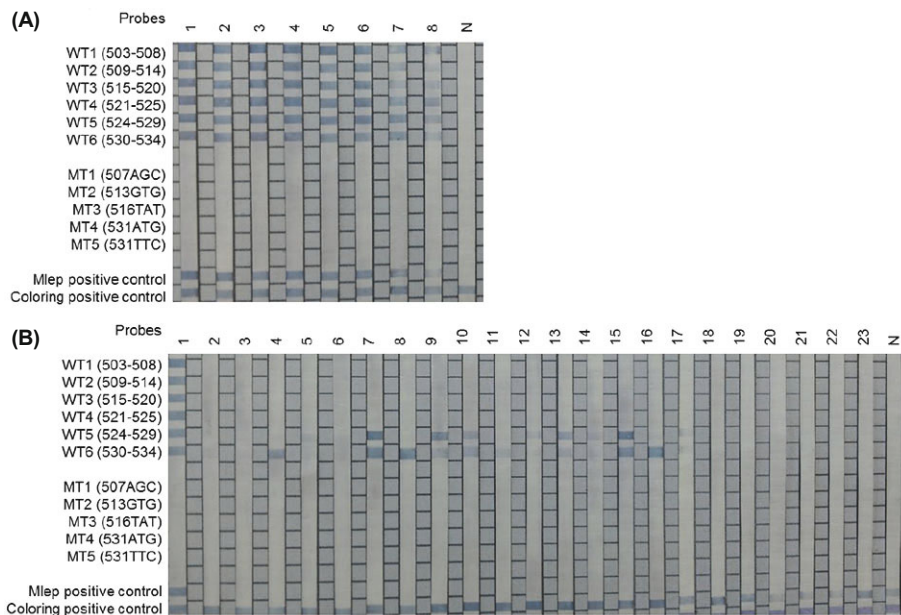 (A)
Probes
1 2 3 4 5 6 7 8 N
WT1 (503-508)
WT2 (509-514)
WT3 (515-520)
WT4 (521-525)
WT5 (524-529)
WT6 (530-534)
MT1 (507AGC)
MT2 (513GTG)
MT3 (516TAT)
MT4 (531ATG)
MT5 (531TTC)
Mlep positive control
Coloring positive control
(B)
Probes
1 2 3 4 5 6 7 8 9 10 11 12 13 14 15 16 17 18 19 20 21 22 23 N
WT1 (503-508)
WT2 (509-514)
WT3 (515-520)
WT4 (521-525)
WT5 (524-529)
WT6 (530-534)
MT1 (507AGC)
MT2 (513GTG)
MT3 (516TAT)
MT4 (531ATG)
MT5 (531TTC)
Mlep positive control
Coloring positive control